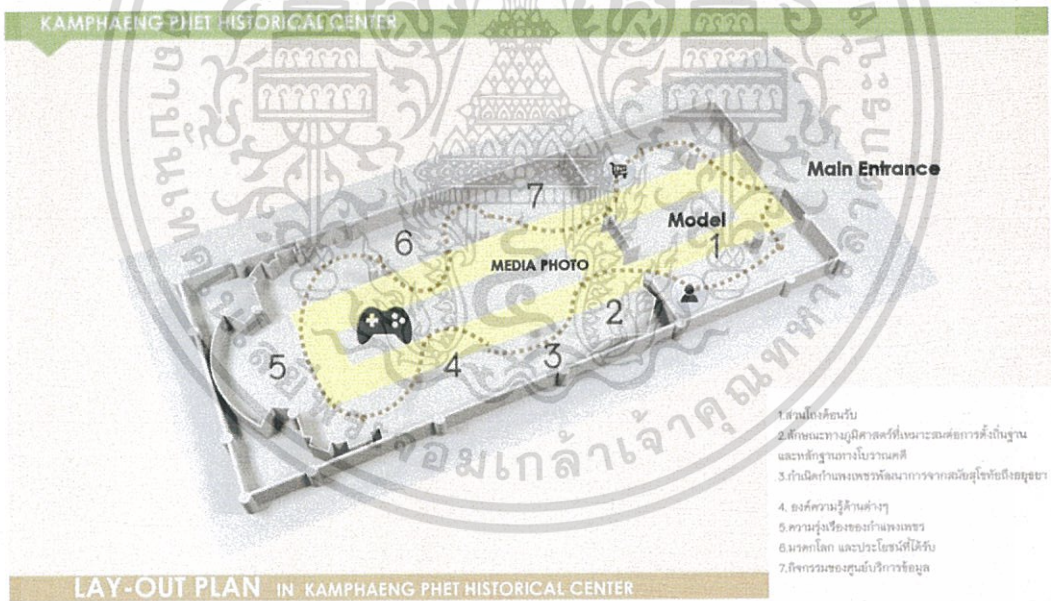 KAMPHAENG PHET HISTORICAL CENTER
Main Entrance
7
Model
1
6
MEDIA PHOTO
2
5
4
3
1.ส่วนโถงต้อนรับ
2.ลักษณะทางภูมิศาสตร์ที่เหมาะสมต่อการตั้งถิ่นฐาน
และหลักฐานทางโบราณคดี
3.กำเนิดกำแพงเพชรพัฒนาการจากสมัยสุโขทัยถึงอยุธยา
4. องค์ความรู้ด้านต่างๆ
5.ความรุ่งเรืองของกำแพงเพชร
6.มรดกโลก และประโยชน์ที่ได้รับ
7.กิจกรรมของศูนย์บริการข้อมูล
LAY-OUT PLAN IN KAMPHAENG PHET HISTORICAL CENTER